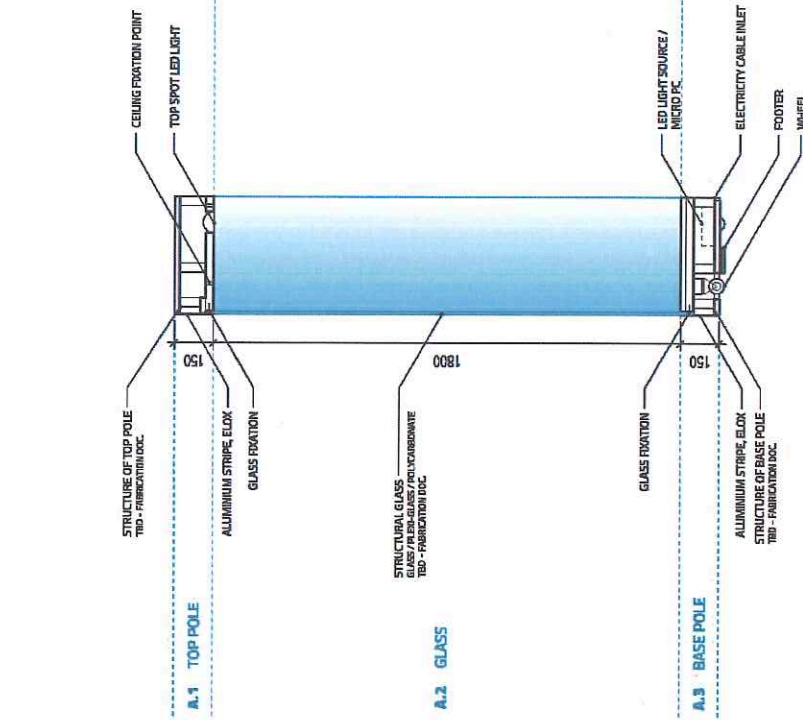 CEILING FIXATION POINT
TOP SPOT LED LIGHT
STRUCTURE OF TOP POLE
TBD - FABRICATION DOC.
ALUMINIUM STRIPE, ELOX
GLASS FIXATION
150
A.1 TOP POLE
STRUCTURAL GLASS
GLASS / PLEXI-GLASS / POLYCARBONATE
TBD - FABRICATION DOC.
1800
A.2 GLASS
LED LIGHT SOURCE /
MICRO PC
ELECTRICITY CABLE INLET
FOOTER
WHEEL
GLASS FIXATION
150
ALUMINIUM STRIPE, ELOX
STRUCTURE OF BASE POLE
TBD - FABRICATION DOC.
A.3 BASE POLE